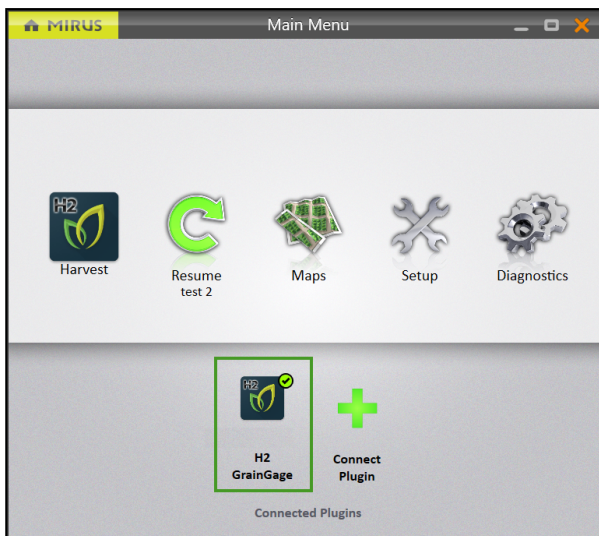 MIRUS
Main Menu
H2
Harvest
Resume
test 2
Maps
Setup
Diagnostics
H2
H2
GrainGage
Connect
Plugin
Connected Plugins